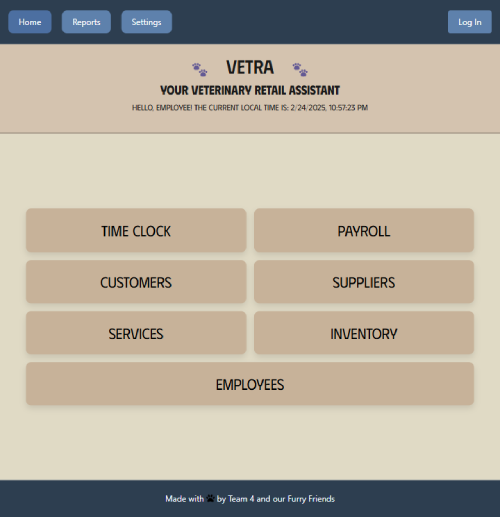 Home Reports Settings Log In
VETRA
YOUR VETERINARY RETAIL ASSISTANT
HELLO, EMPLOYEE! THE CURRENT LOCAL TIME IS: 2/24/2025, 10:57:23 PM
TIME CLOCK PAYROLL
CUSTOMERS SUPPLIERS
SERVICES INVENTORY
EMPLOYEES
Made with 🐾 by Team 4 and our Furry Friends